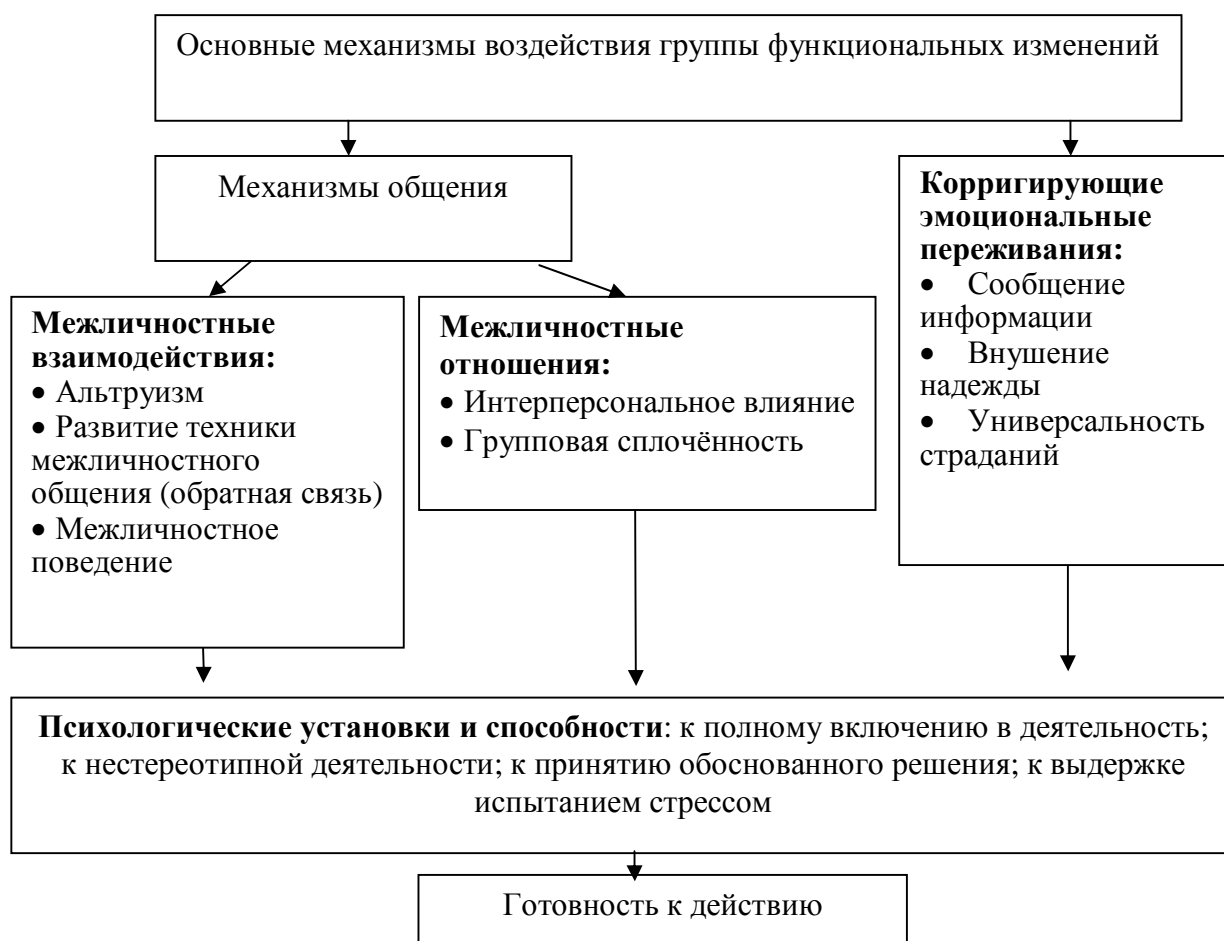 Основные механизмы воздействия группы функциональных изменений
Механизмы общения
Межличностные
взаимодействия:
• Альтруизм
• Развитие техники
межличностного
общения (обратная связь)
• Межличностное
поведение
Межличностные
отношения:
• Интерперсональное влияние
• Групповая сплочённость
Корригирующие
эмоциональные
переживания:
• Сообщение
информации
• Внушение
надежды
• Универсальность
страданий
Психологические установки и способности: к полному включению в деятельность;
к нестереотипной деятельности; к принятию обоснованного решения; к выдержке
испытанием стрессом
Готовность к действию